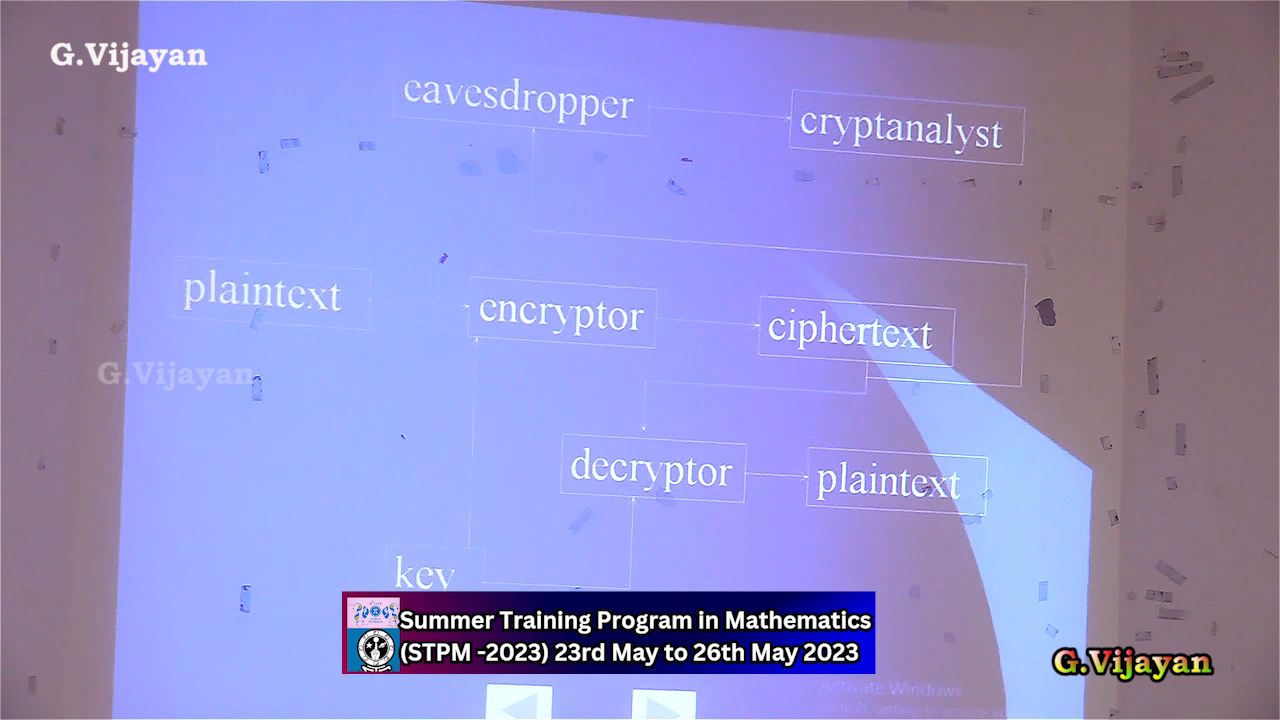 G.Vijayan
eavesdropper
cryptanalyst
plaintext
encryptor
ciphertext
G.Vijayan
decryptor
plaintext
key
Summer Training Program in Mathematics
(STPM -2023) 23rd May to 26th May 2023
G.Vijayan
Activate Windows